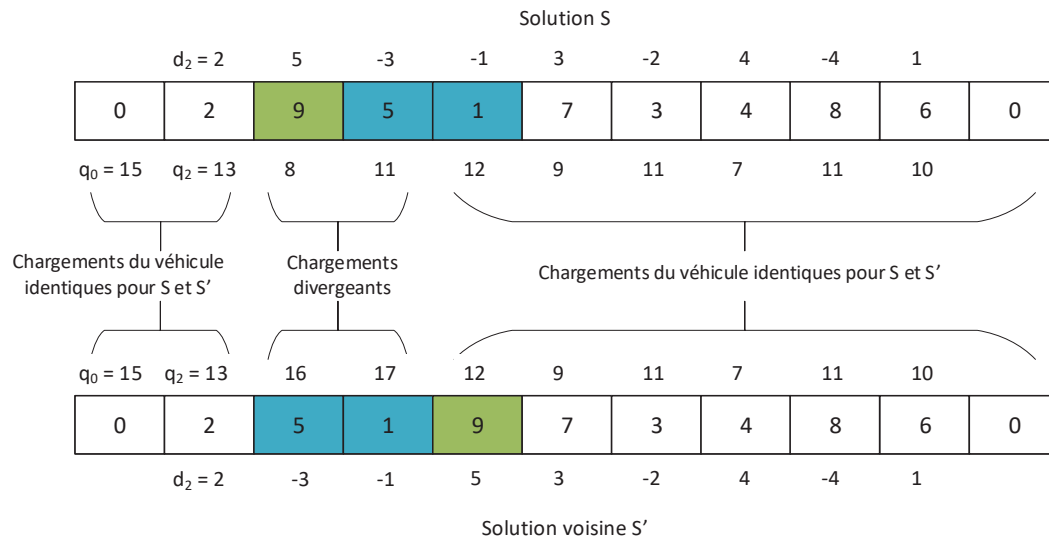 Solution S
d₂ = 2 5 -3 -1 3 -2 4 -4 1
0 2 9 5 1 7 3 4 8 6 0
q₀ = 15 q₂ = 13 8 11 12 9 11 7 11 10
Chargements du véhicule
identiques pour S et S’
Chargements
divergeants
Chargements du véhicule identiques pour S et S’
q₀ = 15 q₂ = 13 16 17 12 9 11 7 11 10
0 2 5 1 9 7 3 4 8 6 0
d₂ = 2 -3 -1 5 3 -2 4 -4 1
Solution voisine S’